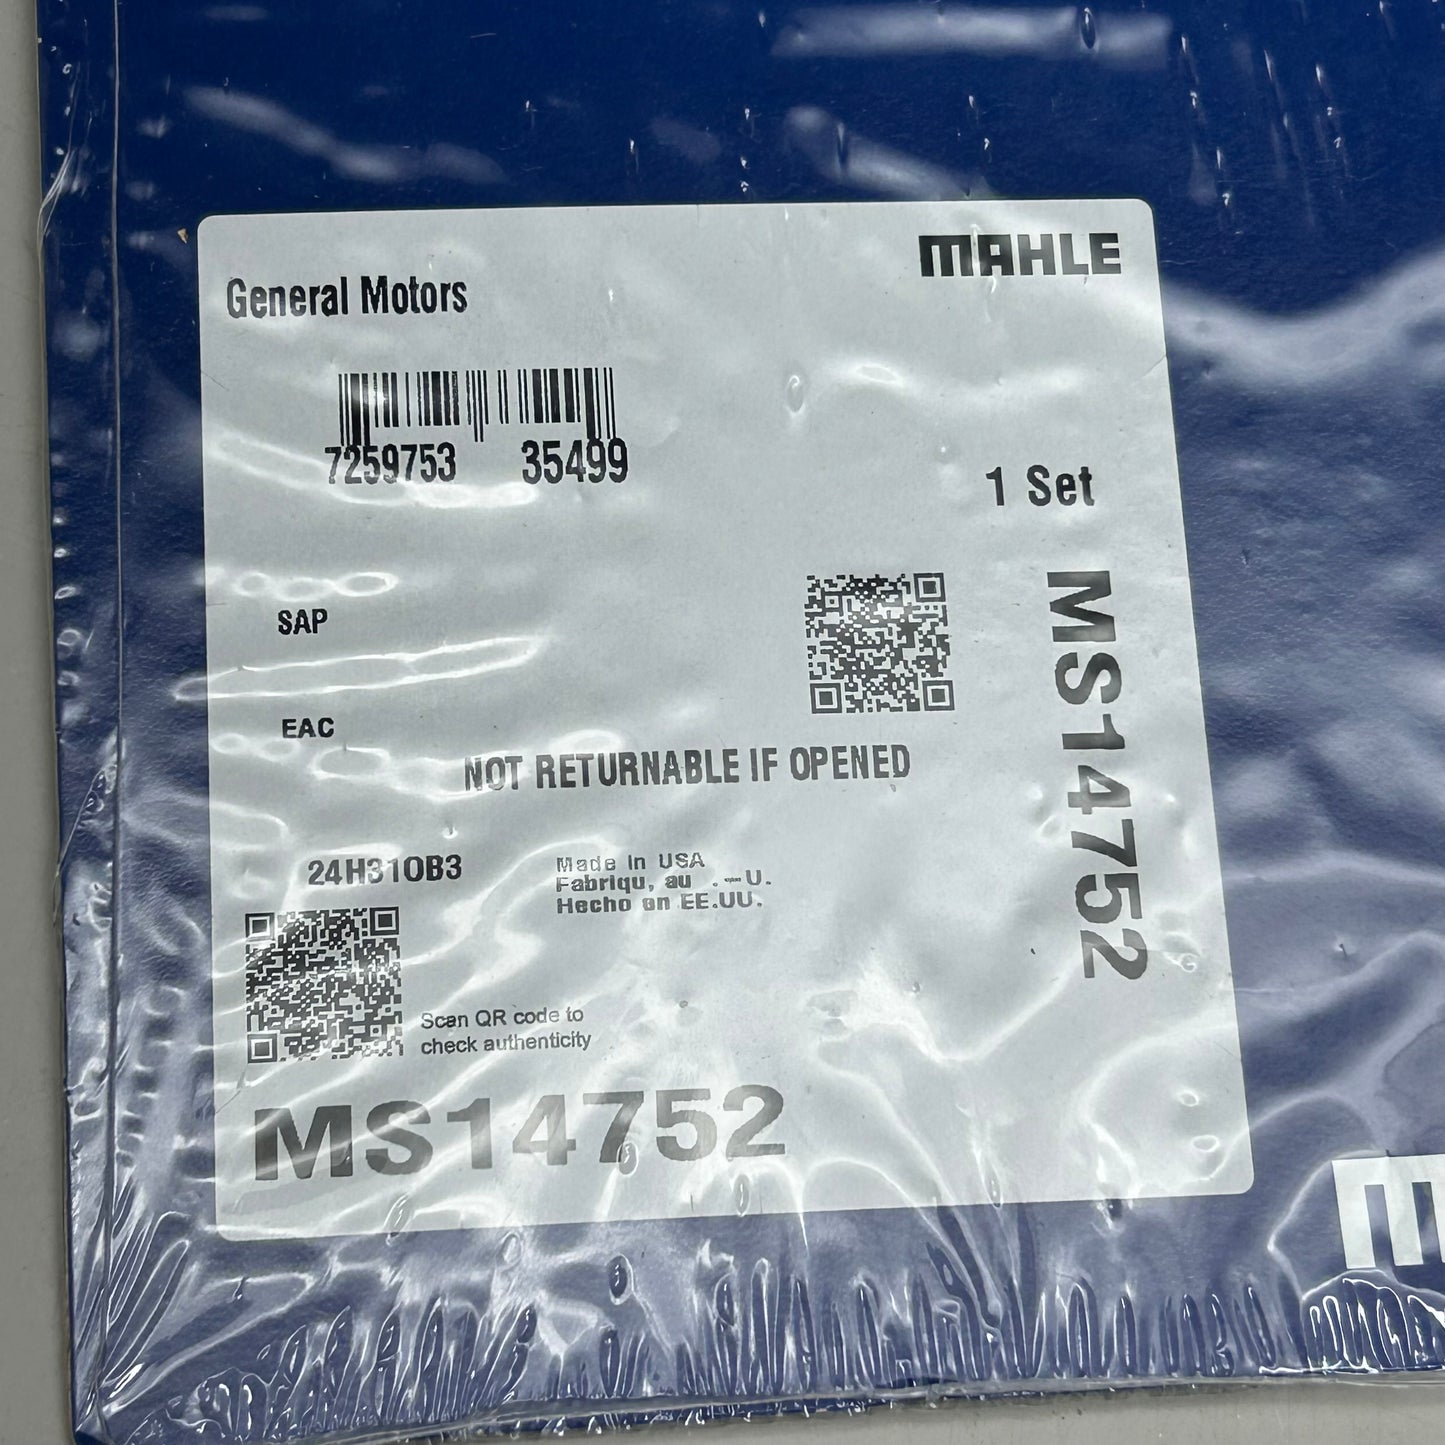 MAHLE
General Motors
7259753 35499
1 Set
SAP
MS14752
EAC
NOT RETURNABLE IF OPENED
24H310B3
Made in USA
au U.
Hecho en EE.UU.
Scan QR code to
check authenticity
MS14752